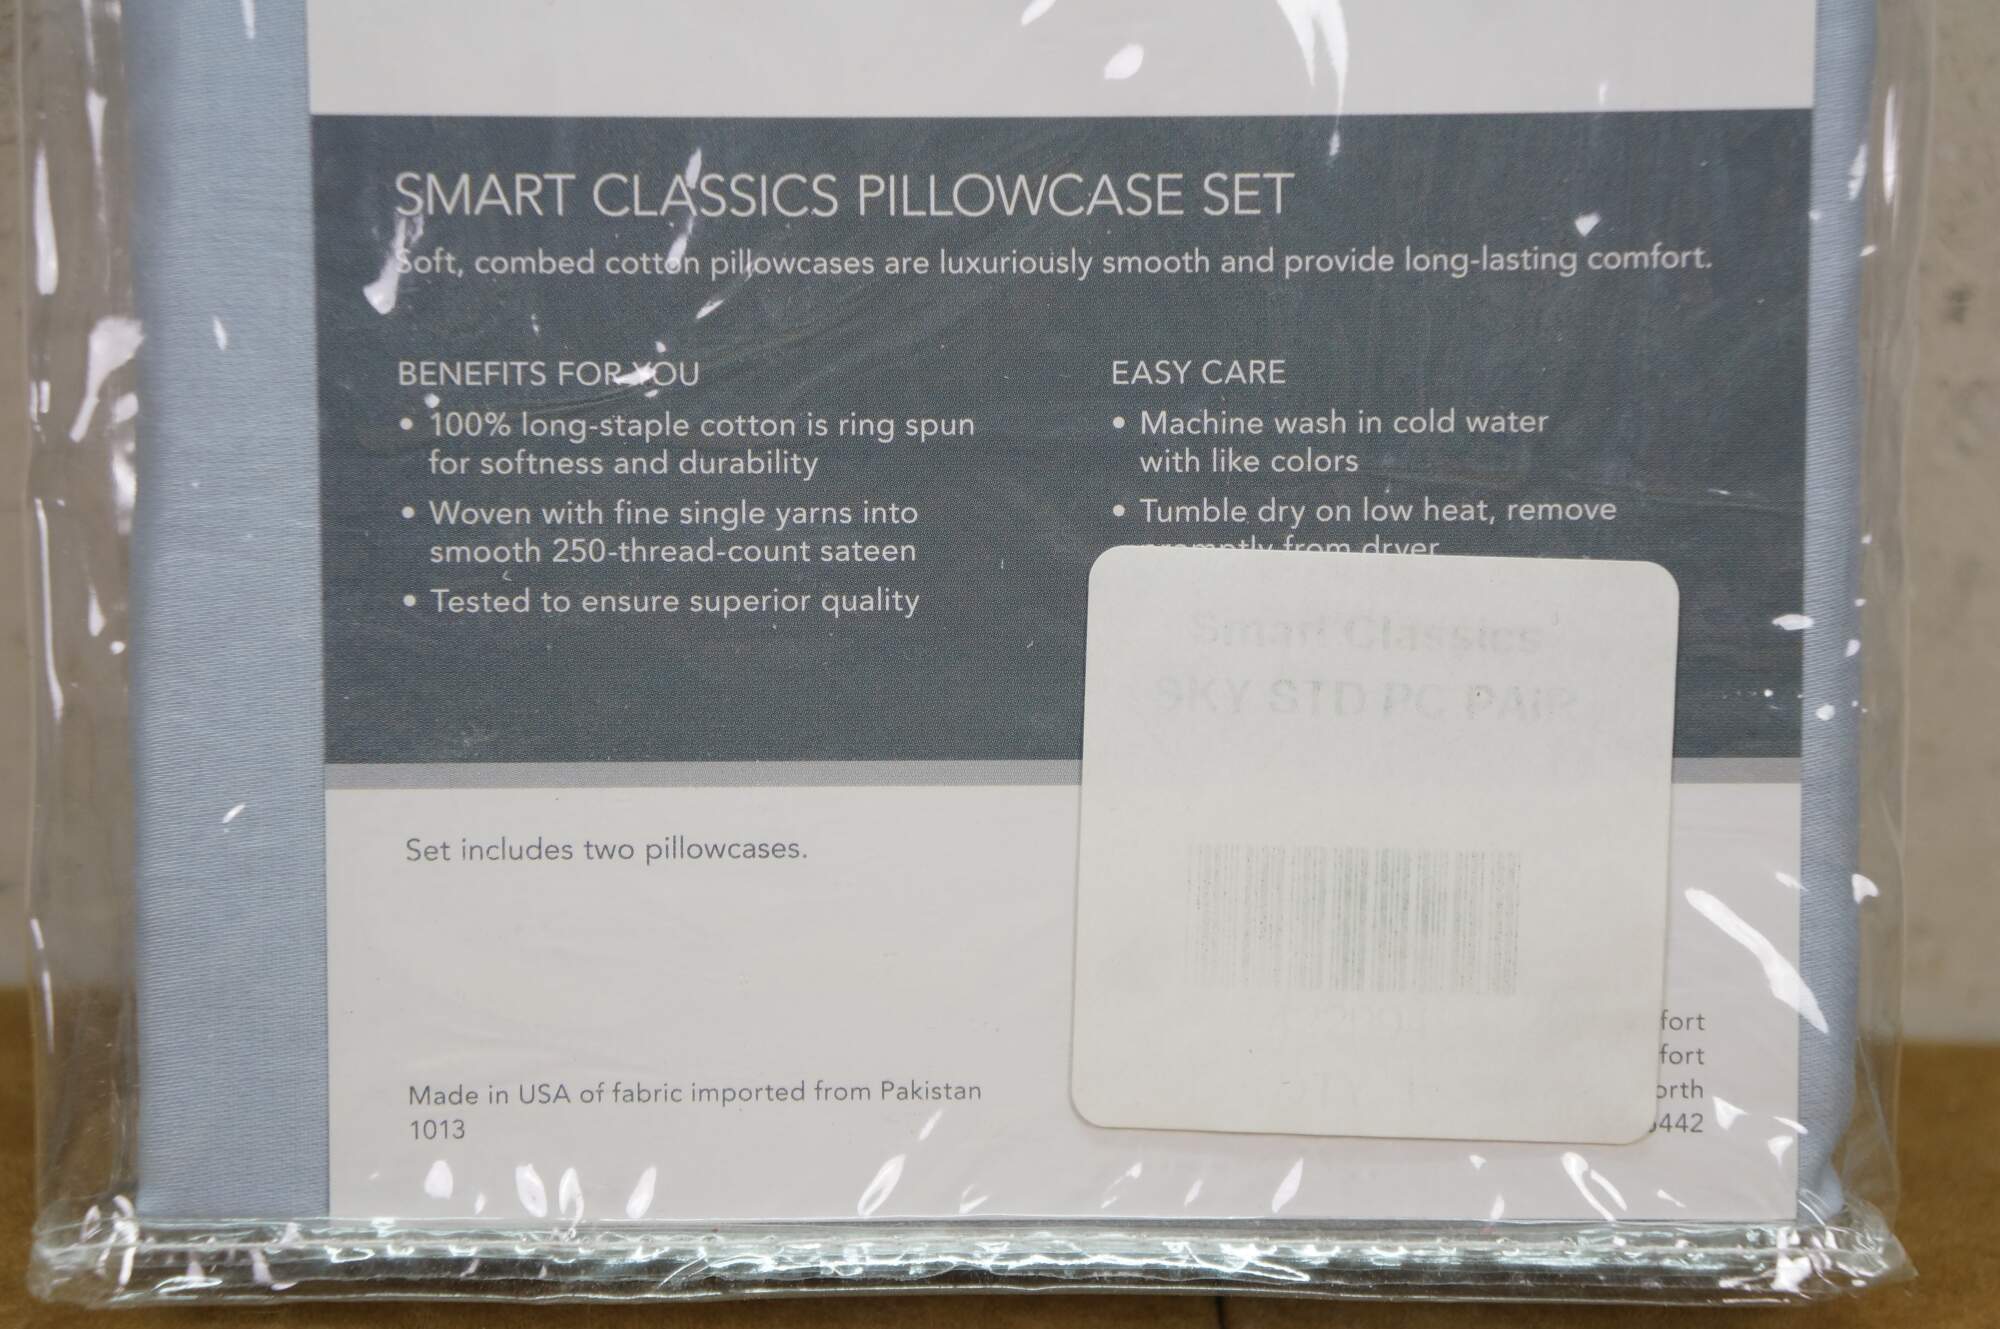 SMART CLASSICS PILLOWCASE SET
Soft, combed cotton pillowcases are luxuriously smooth and provide long-lasting comfort.
BENEFITS FOR YOU
• 100% long-staple cotton is ring spun
for softness and durability
• Woven with fine single yarns into
smooth 250-thread-count sateen
• Tested to ensure superior quality
EASY CARE
• Machine wash in cold water
with like colors
• Tumble dry on low heat, remove
promptly from dryer
Smart Classics
SKY STD PC PAIR
Set includes two pillowcases.
Made in USA of fabric imported from Pakistan
1013
fort
fort
orth
442